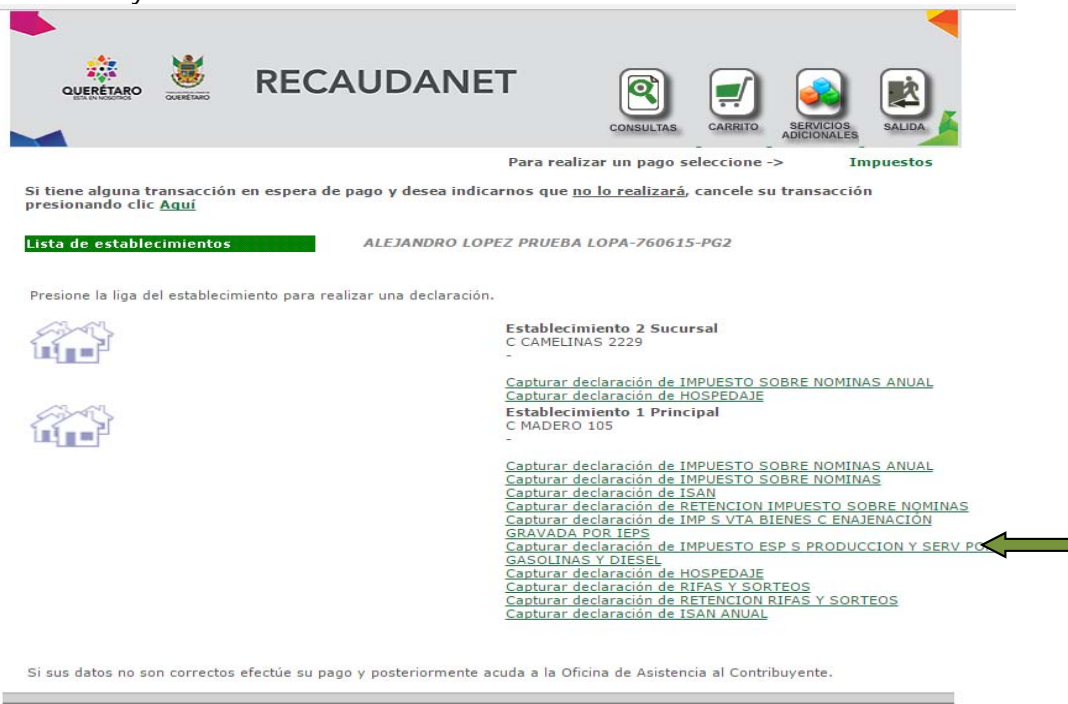 QUERÉTARO
ESTÁ EN NOSOTROS
QUERÉTARO
RECAUDANET
CONSULTAS
CARRITO
SERVICIOS
ADICIONALES
SALIDA
Para realizar un pago seleccione -> Impuestos
Si tiene alguna transacción en espera de pago y desea indicarnos que no lo realizará, cancele su transacción
presionando clic Aquí
Lista de establecimientos ALEJANDRO LOPEZ PRUEBA LOPA-760615-PG2
Presione la liga del establecimiento para realizar una declaración.
Establecimiento 2 Sucursal
C CAMELINAS 2229
-
Capturar declaración de IMPUESTO SOBRE NOMINAS ANUAL
Capturar declaración de HOSPEDAJE
Establecimiento 1 Principal
C MADERO 105
-
Capturar declaración de IMPUESTO SOBRE NOMINAS ANUAL
Capturar declaración de IMPUESTO SOBRE NOMINAS
Capturar declaración de ISAN
Capturar declaración de RETENCION IMPUESTO SOBRE NOMINAS
Capturar declaración de IMP S VTA BIENES C ENAJENACIÓN
GRAVADA POR IEPS
Capturar declaración de IMPUESTO ESP S PRODUCCION Y SERV PO
GASOLINAS Y DIESEL
Capturar declaración de HOSPEDAJE
Capturar declaración de RIFAS Y SORTEOS
Capturar declaración de RETENCION RIFAS Y SORTEOS
Capturar declaración de ISAN ANUAL
Si sus datos no son correctos efectúe su pago y posteriormente acuda a la Oficina de Asistencia al Contribuyente.